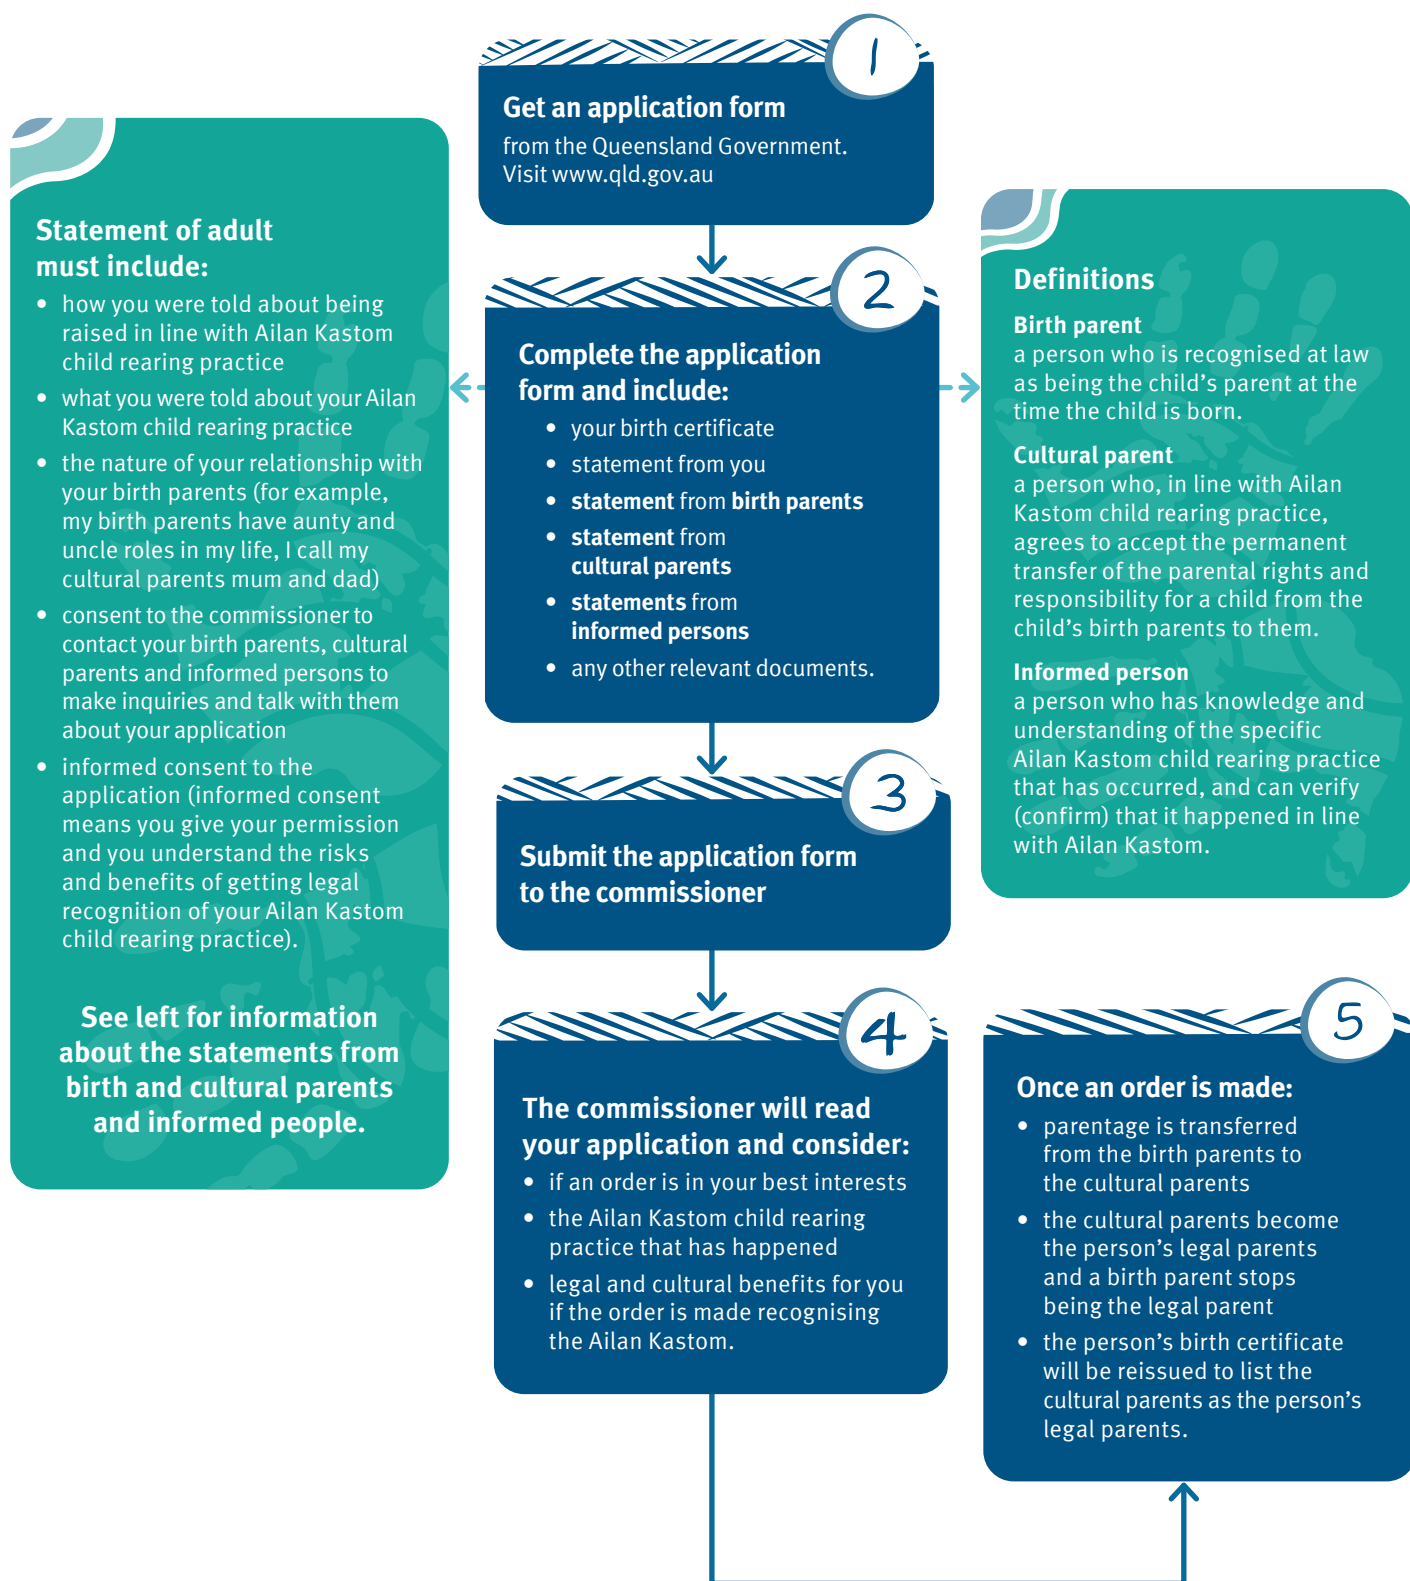 1
Get an application form
from the Queensland Government.
Visit www.qld.gov.au
Statement of adult
must include:
• how you were told about being
raised in line with Ailan Kastom
child rearing practice
• what you were told about your Ailan
Kastom child rearing practice
• the nature of your relationship with
your birth parents (for example,
my birth parents have aunty and
uncle roles in my life, I call my
cultural parents mum and dad)
• consent to the commissioner to
contact your birth parents, cultural
parents and informed persons to
make inquiries and talk with them
about your application
• informed consent to the
application (informed consent
means you give your permission
and you understand the risks
and benefits of getting legal
recognition of your Ailan Kastom
child rearing practice).
See left for information
about the statements from
birth and cultural parents
and informed people.
2
Complete the application
form and include:
• your birth certificate
• statement from you
• statement from birth parents
• statement from
cultural parents
• statements from
informed persons
• any other relevant documents.
Definitions
Birth parent
a person who is recognised at law
as being the child’s parent at the
time the child is born.
Cultural parent
a person who, in line with Ailan
Kastom child rearing practice,
agrees to accept the permanent
transfer of the parental rights and
responsibility for a child from the
child’s birth parents to them.
Informed person
a person who has knowledge and
understanding of the specific
Ailan Kastom child rearing practice
that has occurred, and can verify
(confirm) that it happened in line
with Ailan Kastom.
3
Submit the application form
to the commissioner
4
The commissioner will read
your application and consider:
• if an order is in your best interests
• the Ailan Kastom child rearing
practice that has happened
• legal and cultural benefits for you
if the order is made recognising
the Ailan Kastom.
5
Once an order is made:
• parentage is transferred
from the birth parents to
the cultural parents
• the cultural parents become
the person’s legal parents
and a birth parent stops
being the legal parent
• the person’s birth certificate
will be reissued to list the
cultural parents as the person’s
legal parents.